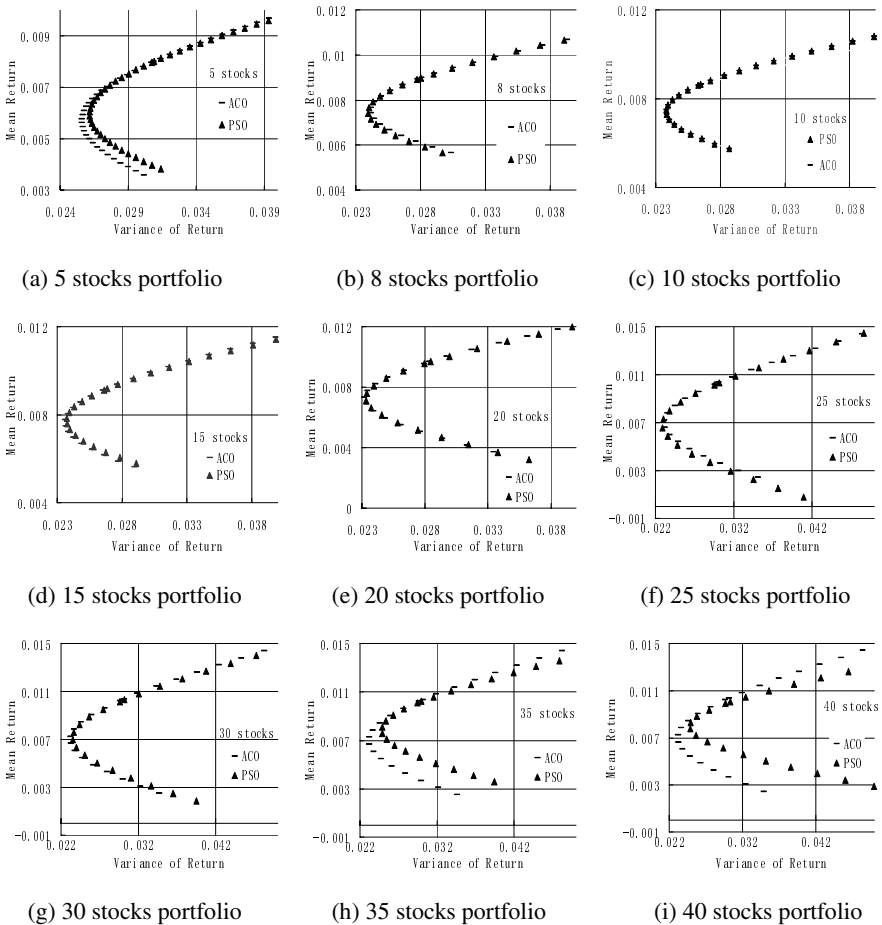 0.009
0.007
0.005
0.003
Mean Return
5 stocks
ACO
PSO
0.024 0.029 0.034 0.039
Variance of Return
(a) 5 stocks portfolio
0.012
0.01
0.008
0.006
0.004
Mean Return
8 stocks
ACO
PSO
0.023 0.028 0.033 0.038
Variance of Return
(b) 8 stocks portfolio
0.012
0.008
0.004
Mean Return
10 stocks
PSO
ACO
0.023 0.028 0.033 0.038
Variance of Return
(c) 10 stocks portfolio
0.012
0.008
0.004
Mean Return
15 stocks
ACO
PSO
0.023 0.028 0.033 0.038
Variance of Return
(d) 15 stocks portfolio
0.012
0.008
0.004
0
Mean Return
20 stocks
ACO
PSO
0.023 0.028 0.033 0.038
Variance of Return
(e) 20 stocks portfolio
0.015
0.011
0.007
0.003
-0.001
Mean Return
25 stocks
ACO
PSO
0.022 0.032 0.042
Variance of Return
(f) 25 stocks portfolio
0.015
0.011
0.007
0.003
-0.001
Mean Return
30 stocks
ACO
PSO
0.022 0.032 0.042
Variance of Return
(g) 30 stocks portfolio
0.015
0.011
0.007
0.003
-0.001
Mean Return
35 stocks
ACO
PSO
0.022 0.032 0.042
Variance of Return
(h) 35 stocks portfolio
0.015
0.011
0.007
0.003
-0.001
Mean Return
40 stocks
ACO
PSO
0.022 0.032 0.042
Variance of Return
(i) 40 stocks portfolio